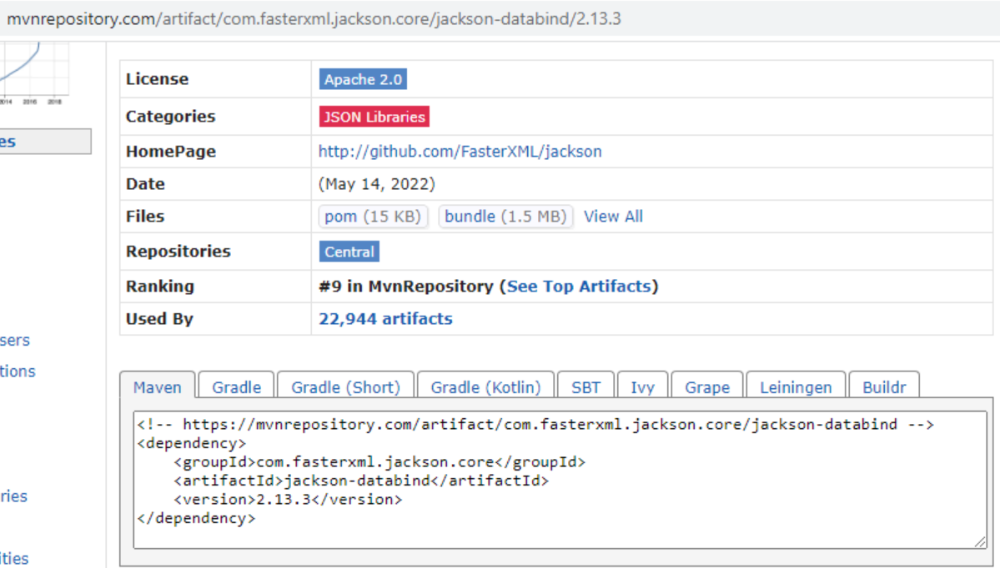 mvnrepository.com/artifact/com.fasterxml.jackson.core/jackson-databind/2.13.3
2014 2016 2018
es
sers
tions
ries
ities
License Apache 2.0
Categories JSON Libraries
HomePage http://github.com/FasterXML/jackson
Date (May 14, 2022)
Files pom (15 KB) bundle (1.5 MB) View All
Repositories Central
Ranking #9 in MvnRepository (See Top Artifacts)
Used By 22,944 artifacts
Maven Gradle Gradle (Short) Gradle (Kotlin) SBT Ivy Grape Leiningen Buildr
<!-- https://mvnrepository.com/artifact/com.fasterxml.jackson.core/jackson-databind -->
<dependency>
    <groupId>com.fasterxml.jackson.core</groupId>
    <artifactId>jackson-databind</artifactId>
    <version>2.13.3</version>
</dependency>